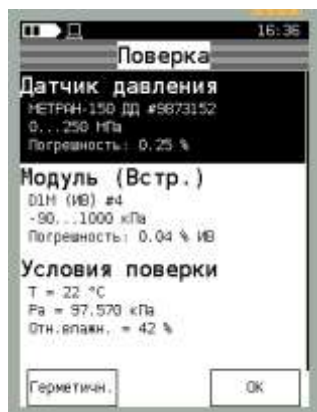 16:36
Поверка
Датчик давления
МЕТРАН-150 ДД #9873152
0...250 МПа
Погрешность: 0.25 %
Модуль (Встр.)
D1M (ИВ) #4
-90...1000 кПа
Погрешность: 0.04 % ИВ
Условия поверки
T = 22 °C
Pa = 97.570 кПа
Отн.влажн. = 42 %
Герметичн.
OK